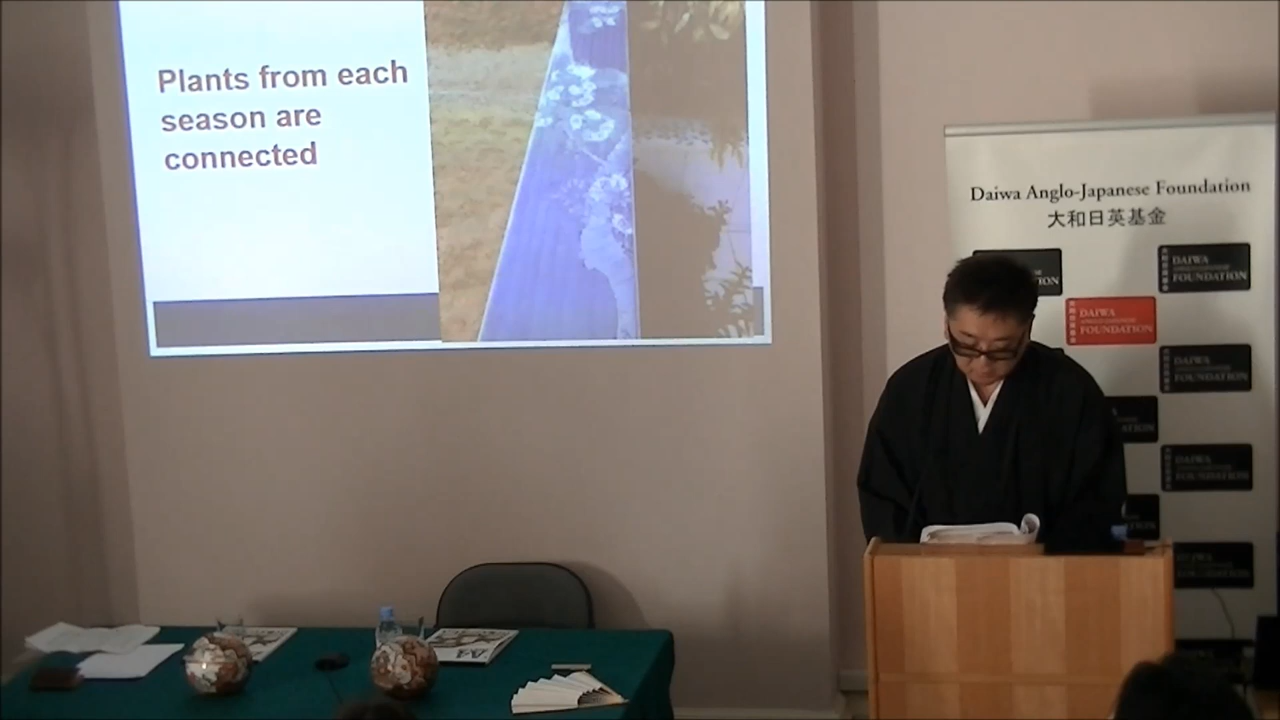 Plants from each
season are
connected
Daiwa Anglo-Japanese Foundation
大和日英基金
DAIWA
FOUNDATION
DAIWA
FOUNDATION
DAIWA
FOUNDATION
DAIWA
FOUNDATION